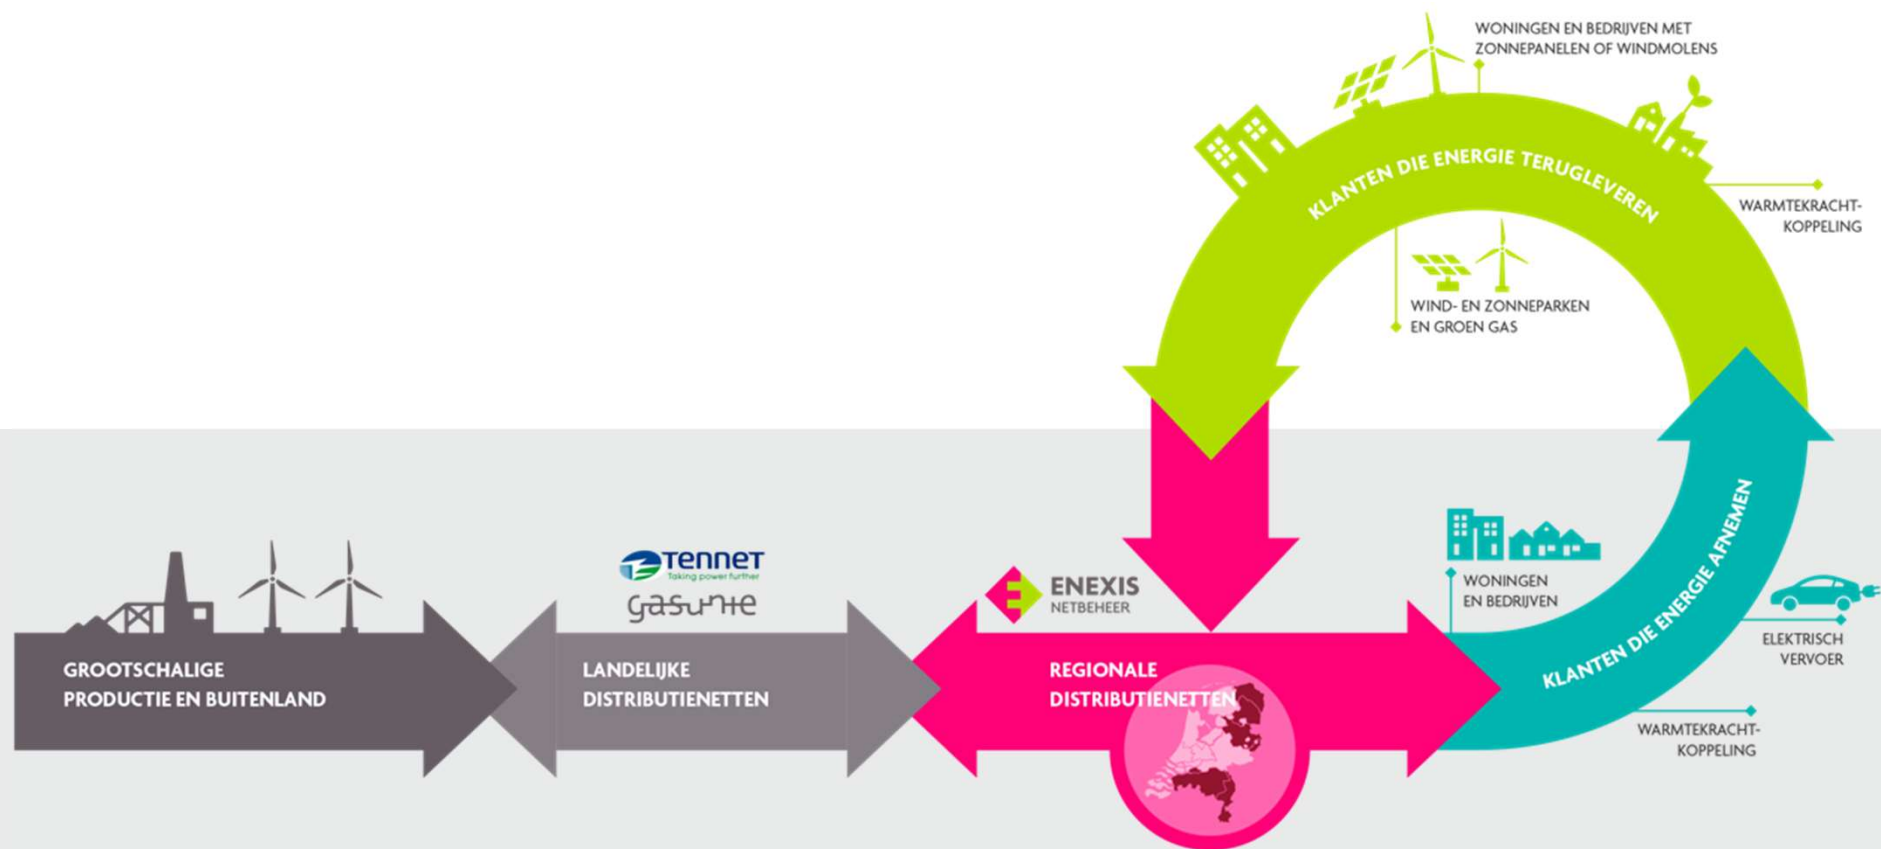 WONINGEN EN BEDRIJVEN MET
ZONNEPANELEN OF WINDMOLENS
KLANTEN DIE ENERGIE TERUGLEVEREN
WARMTEKRACHT-
KOPPELING
WIND- EN ZONNEPARKEN
EN GROEN GAS
TENNET
Taking power further
gasunie
ENEXIS
NETBEHEER
WONINGEN
EN BEDRIJVEN
KLANTEN DIE ENERGIE AFNEMEN
ELEKTRISCH
VERVOER
WARMTEKRACHT-
KOPPELING
GROOTSCHALIGE
PRODUCTIE EN BUITENLAND
LANDELIJKE
DISTRIBUTIENETTEN
REGIONALE
DISTRIBUTIENETTEN